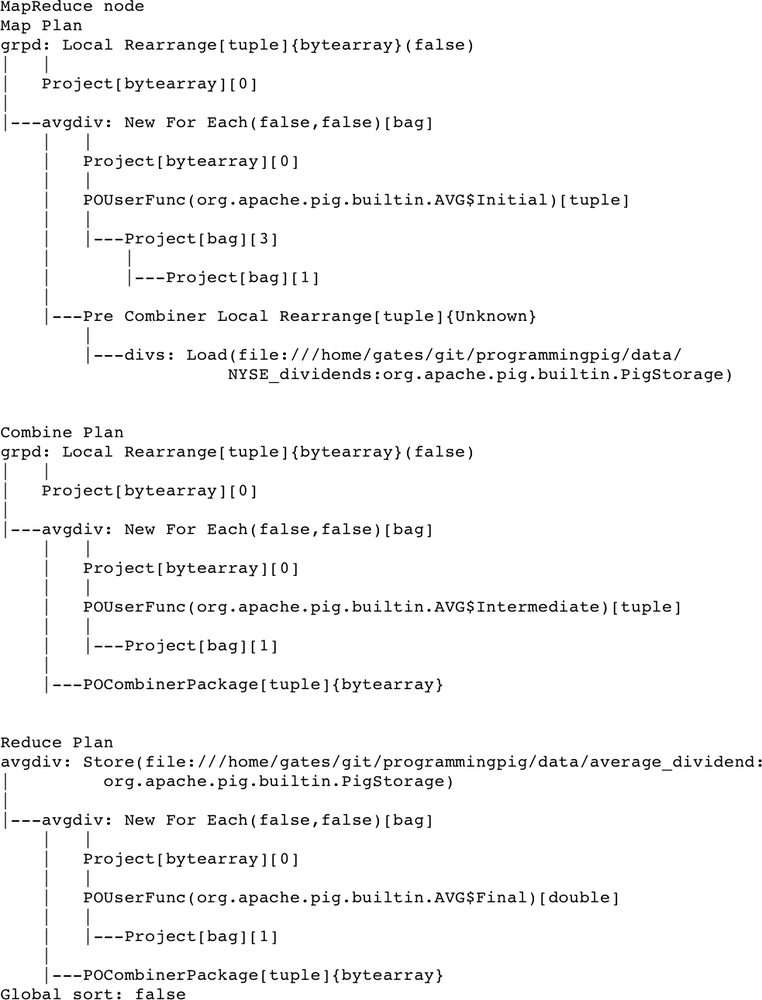 MapReduce node
Map Plan
grpd: Local Rearrange[tuple]{bytearray}(false)
|   |
|   Project[bytearray][0]
|
|---avgdiv: New For Each(false,false)[bag]
    |   |
    |   Project[bytearray][0]
    |   |
    |   POUserFunc(org.apache.pig.builtin.AVG$Initial)[tuple]
    |   |
    |   |---Project[bag][3]
    |       |
    |       |---Project[bag][1]
    |
    |---Pre Combiner Local Rearrange[tuple]{Unknown}
        |
        |---divs: Load(file:///home/gates/git/programmingpig/data/
                      NYSE_dividends:org.apache.pig.builtin.PigStorage)
Combine Plan
grpd: Local Rearrange[tuple]{bytearray}(false)
|   |
|   Project[bytearray][0]
|
|---avgdiv: New For Each(false,false)[bag]
    |   |
    |   Project[bytearray][0]
    |   |
    |   POUserFunc(org.apache.pig.builtin.AVG$Intermediate)[tuple]
    |   |
    |   |---Project[bag][1]
    |
    |---POCombinerPackage[tuple]{bytearray}
Reduce Plan
avgdiv: Store(file:///home/gates/git/programmingpig/data/average_dividend:
|         org.apache.pig.builtin.PigStorage)
|
|---avgdiv: New For Each(false,false)[bag]
    |   |
    |   Project[bytearray][0]
    |   |
    |   POUserFunc(org.apache.pig.builtin.AVG$Final)[double]
    |   |
    |   |---Project[bag][1]
    |
    |---POCombinerPackage[tuple]{bytearray}
Global sort: false